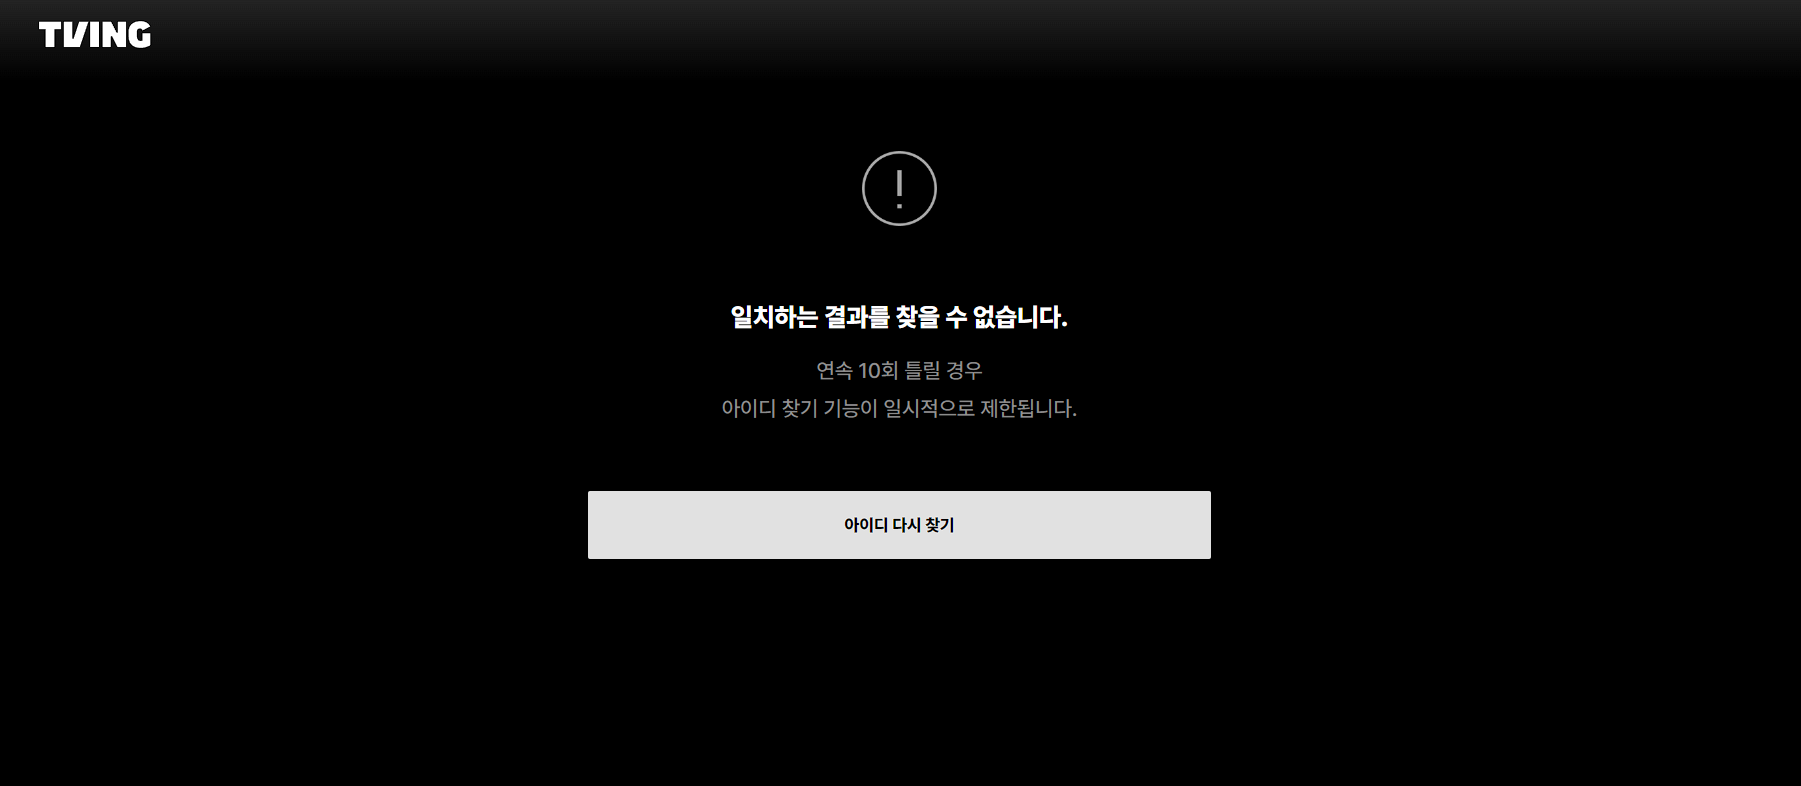 TVING
일치하는 결과를 찾을 수 없습니다.
연속 10회 틀릴 경우
아이디 찾기 기능이 일시적으로 제한됩니다.
아이디 다시 찾기